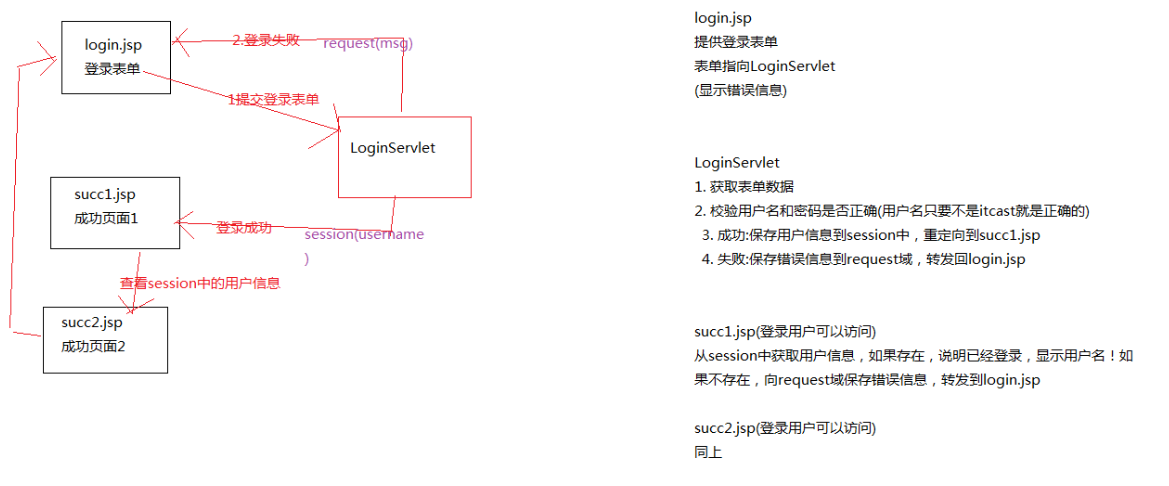 login.jsp
登录表单
2.登录失败
request(msg)
1提交登录表单
LoginServlet
succ1.jsp
成功页面1
登录成功
session(username
)
查看session中的用户信息
succ2.jsp
成功页面2
login.jsp
提供登录表单
表单指向LoginServlet
(显示错误信息)
LoginServlet
1. 获取表单数据
2. 校验用户名和密码是否正确(用户名只要不是itcast就是正确的)
3. 成功:保存用户信息到session中，重定向到succ1.jsp
4. 失败:保存错误信息到request域，转发回login.jsp
succ1.jsp(登录用户可以访问)
从session中获取用户信息，如果存在，说明已经登录，显示用户名！如
果不存在，向request域保存错误信息，转发到login.jsp
succ2.jsp(登录用户可以访问)
同上